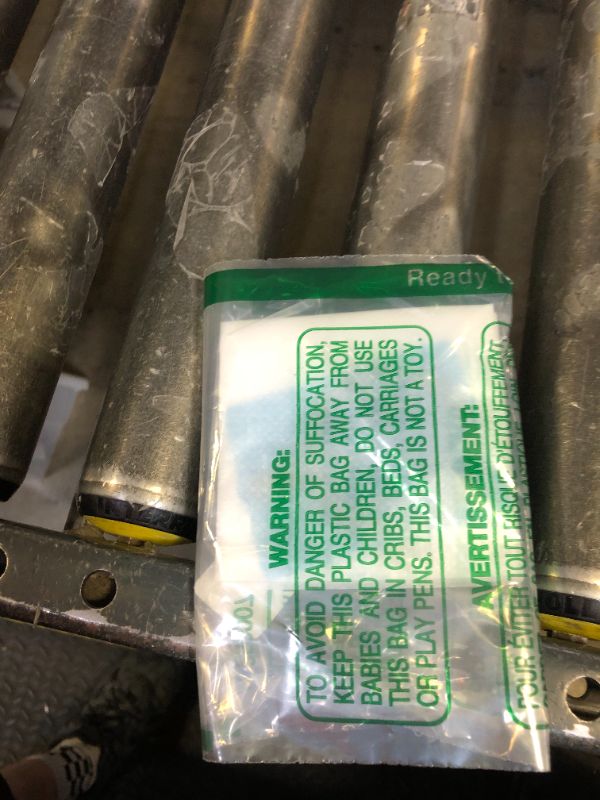 Ready
WARNING:
TO AVOID DANGER OF SUFFOCATION,
KEEP THIS PLASTIC BAG AWAY FROM
BABIES AND CHILDREN, DO NOT USE
THIS BAG IN CRIBS, BEDS, CARRIAGES
OR PLAY PENS. THIS BAG IS NOT A TOY.
AVERTISSEMENT:
POUR ÉVITER TOUT RISQUE D'ÉTOUFFEMENT,